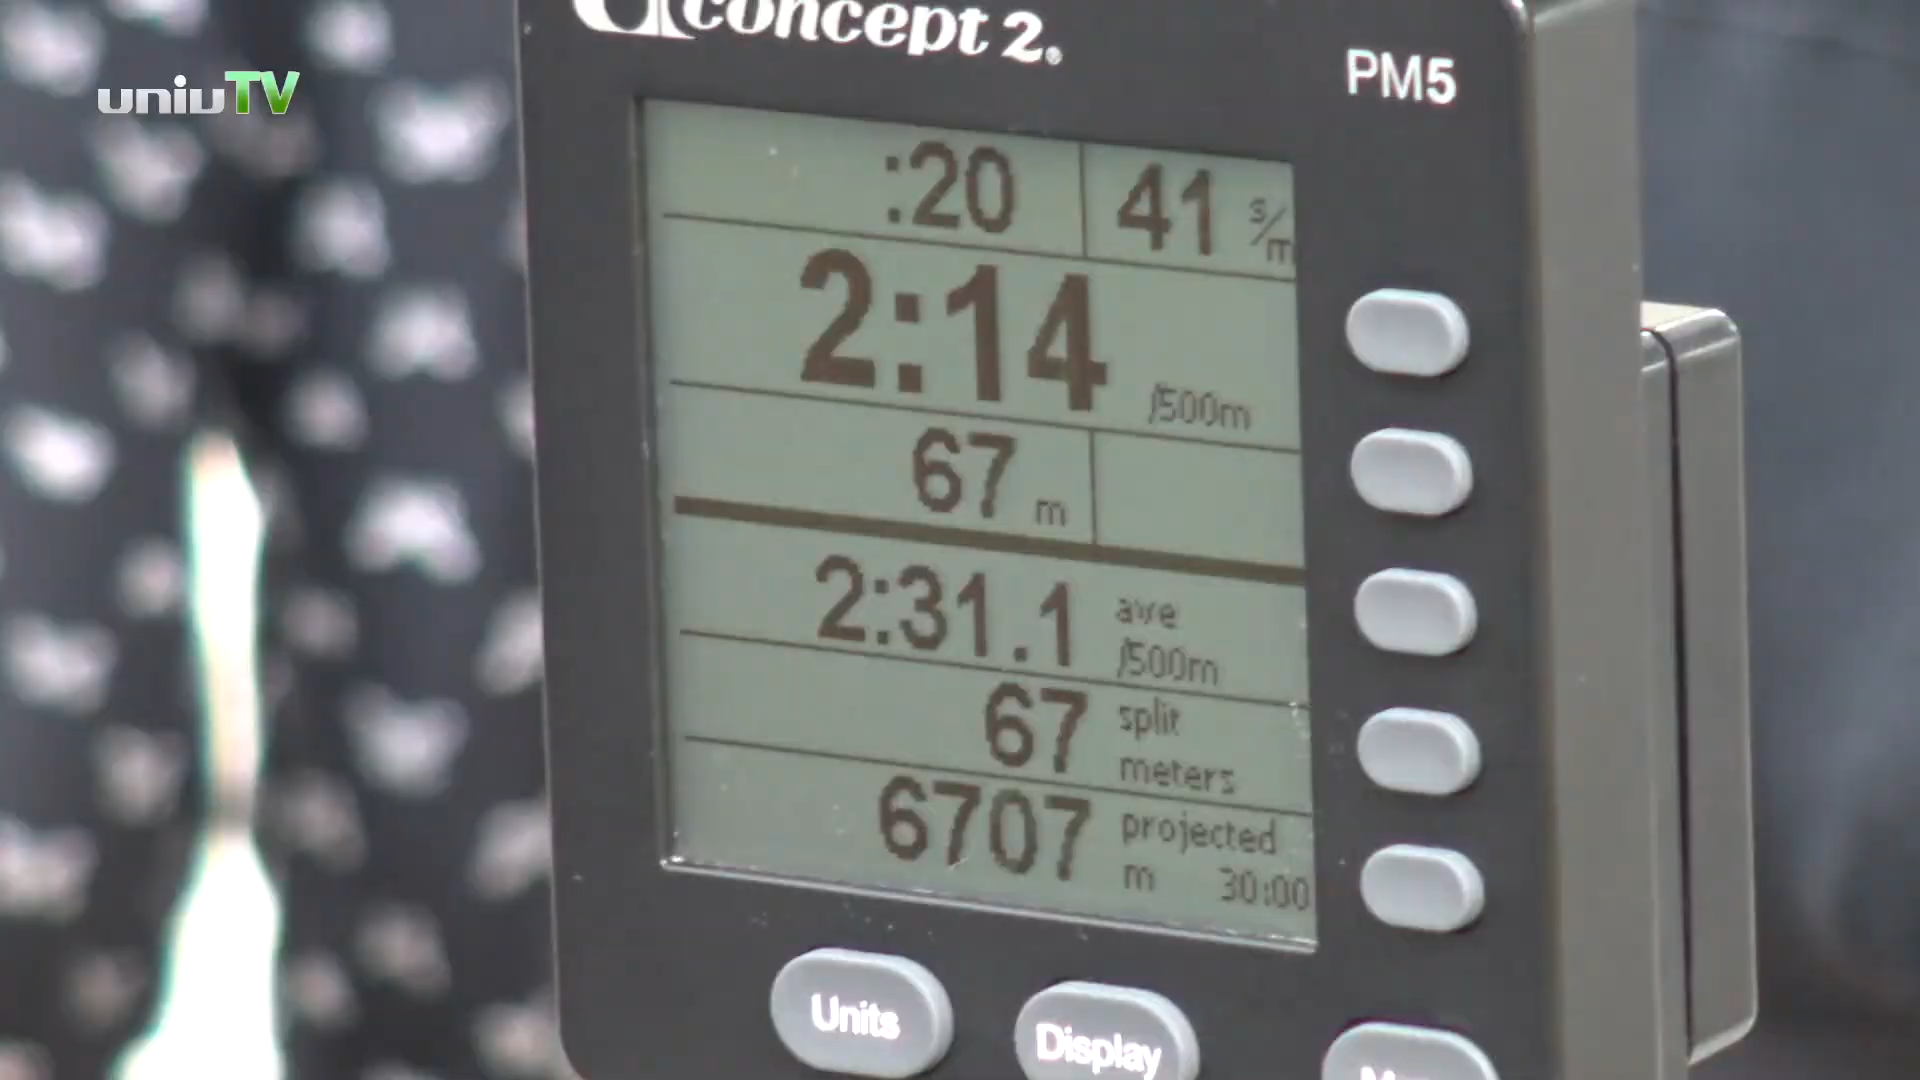 concept 2.
PM5
uniuTV
:20 41 s/m
2:14 /500m
67 m
2:31.1 ave /500m
67 split meters
6707 projected m 30:00
Units
Display